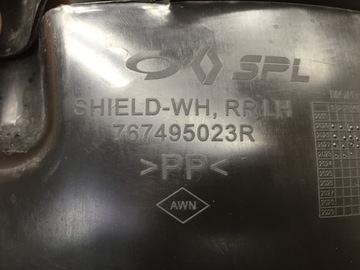 SPL
SHIELD-WH, RR LH
767495023R
>PP<
AWN